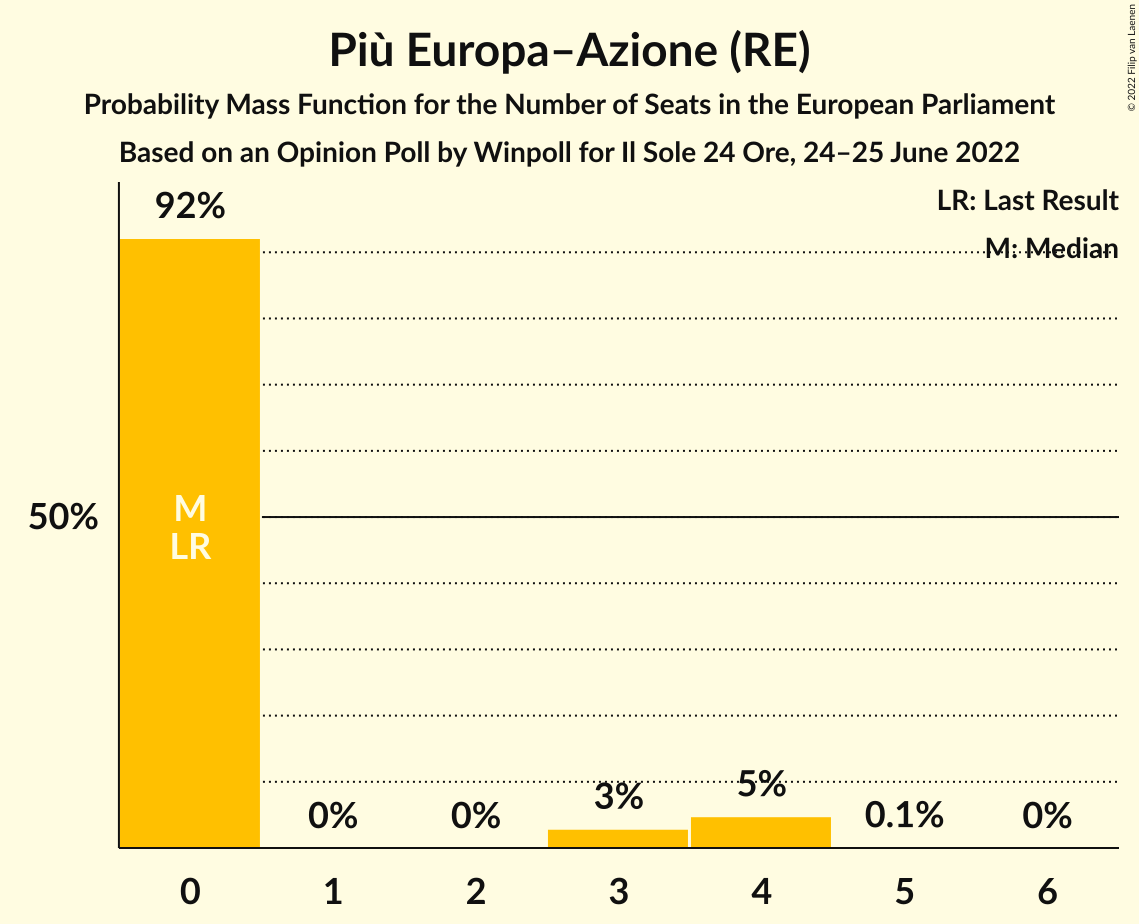 Più Europa–Azione (RE)
Probability Mass Function for the Number of Seats in the European Parliament
Based on an Opinion Poll by Winpoll for Il Sole 24 Ore, 24–25 June 2022
© 2022 Filip van Laenen
LR: Last Result
M: Median
92%
50%
M
LR
0%
0%
3%
5%
0.1%
0%
0
1
2
3
4
5
6